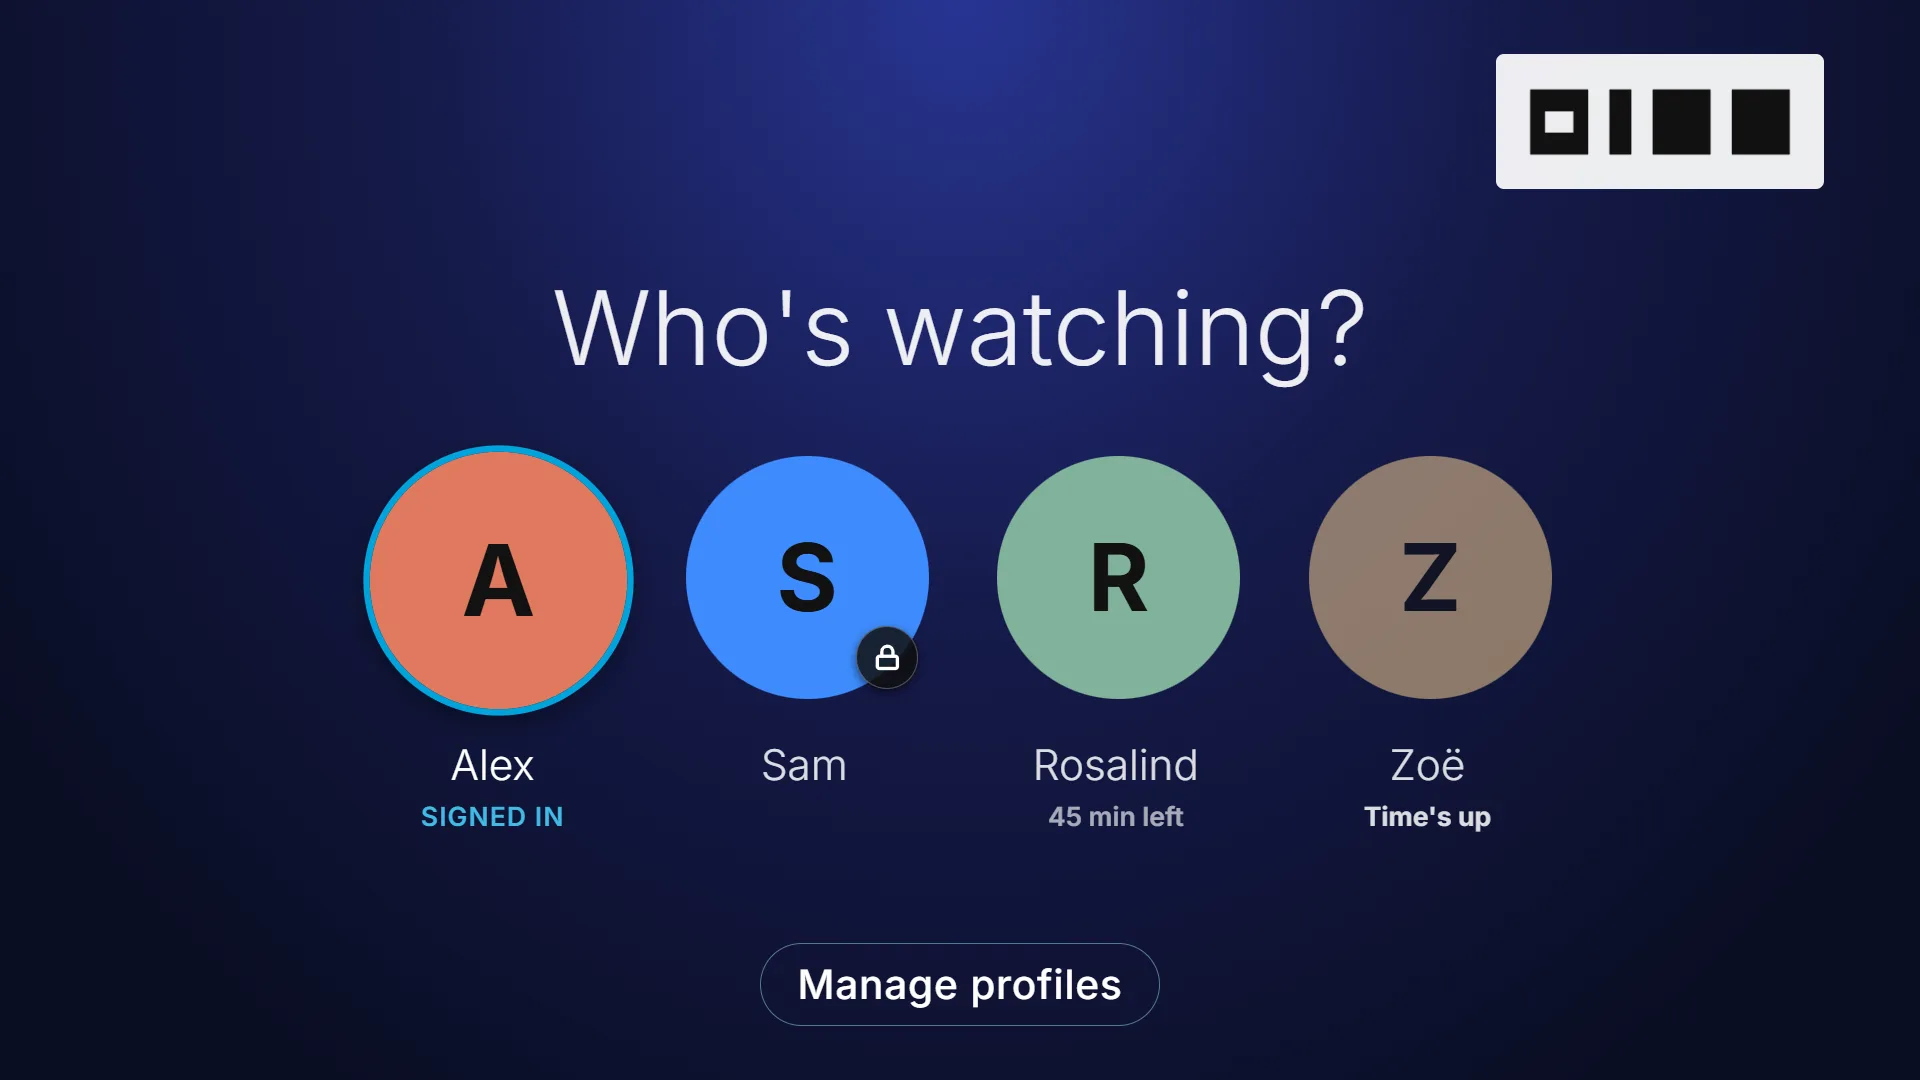 Who's watching?
A
S
R
Z
Alex
Sam
Rosalind
Zoë
SIGNED IN
45 min left
Time's up
Manage profiles